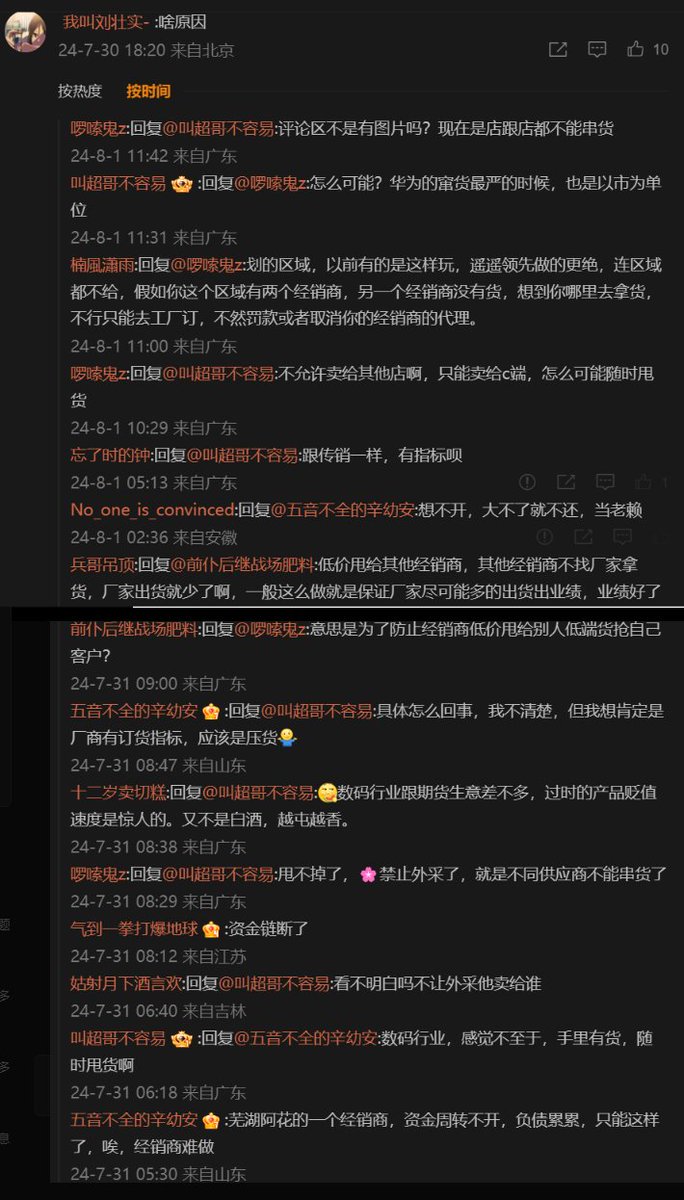 我叫刘壮实- :啥原因
24-7-30 18:20 来自北京
10
按热度 按时间
啰嗦鬼z:回复@叫超哥不容易:评论区不是有图片吗？现在是店跟店都不能串货
24-8-1 11:42 来自广东
叫超哥不容易 :回复@啰嗦鬼z:怎么可能？华为的窜货最严的时候，也是以市为单
位
24-8-1 11:31 来自广东
楠風瀟雨:回复@啰嗦鬼z:划的区域，以前有的是这样玩，遥遥领先做的更绝，连区域
都不给，假如你这个区域有两个经销商，另一个经销商没有货，想到你哪里去拿货，
不行只能去工厂订，不然罚款或者取消你的经销商的代理。
24-8-1 11:00 来自广东
啰嗦鬼z:回复@叫超哥不容易:不允许卖给其他店啊，只能卖给c端，怎么可能随时甩
货
24-8-1 10:29 来自广东
忘了时的钟:回复@叫超哥不容易:跟传销一样，有指标呗
24-8-1 05:13 来自广东
1
No_one_is_convinced:回复@五音不全的辛幼安:想不开，大不了就不还，当老赖
24-8-1 02:36 来自安徽
兵哥吊顶:回复@前仆后继战场肥料:低价甩给其他经销商，其他经销商不找厂家拿
货，厂家出货就少了啊，一般这么做就是保证厂家尽可能多的出货出业绩，业绩好了
前仆后继战场肥料:回复@啰嗦鬼z:意思是为了防止经销商低价甩给别人低端货抢自己
客户？
24-7-31 09:00 来自广东
五音不全的辛幼安 :回复@叫超哥不容易:具体怎么回事，我不清楚，但我想肯定是
厂商有订货指标，应该是压货
24-7-31 08:47 来自山东
十二岁卖切糕:回复@叫超哥不容易:数码行业跟期货生意差不多，过时的产品贬值
速度是惊人的。又不是白酒，越屯越香。
24-7-31 08:38 来自广东
啰嗦鬼z:回复@叫超哥不容易:甩不掉了，🌸禁止外采了，就是不同供应商不能串货了
24-7-31 08:29 来自广东
气到一拳打爆地球 :资金链断了
24-7-31 08:12 来自江苏
姑射月下酒言欢:回复@叫超哥不容易:看不明白吗不让外采他卖给谁
24-7-31 06:40 来自吉林
叫超哥不容易 :回复@五音不全的辛幼安:数码行业，感觉不至于，手里有货，随
时甩货啊
24-7-31 06:18 来自广东
五音不全的辛幼安 :芜湖阿花的一个经销商，资金周转不开，负债累累，只能这样
了，唉，经销商难做
24-7-31 05:30 来自山东
题
多
多
息